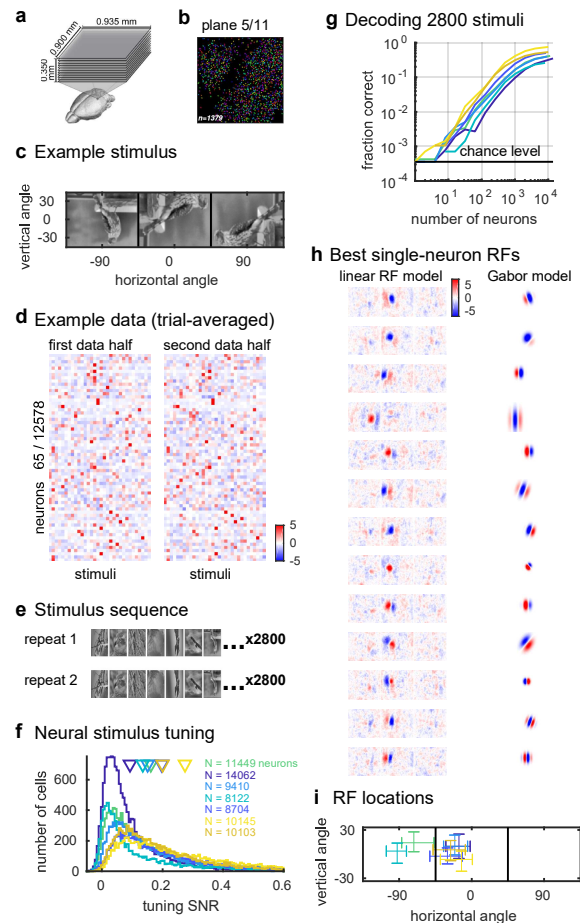 a
0.935 mm
0.900 mm
0.350 mm
b plane 5/11
n=1379
c Example stimulus
vertical angle
30
0
-30
-90 0 90
horizontal angle
d Example data (trial-averaged)
first data half second data half
neurons 65 / 12578
5
0
-5
stimuli stimuli
e Stimulus sequence
repeat 1 ...x2800
repeat 2 ...x2800
f Neural stimulus tuning
number of cells
600
400
200
0
N = 11449 neurons
N = 14062
N = 9410
N = 8122
N = 8704
N = 10145
N = 10103
0 0.2 0.4 0.6
tuning SNR
g Decoding 2800 stimuli
fraction correct
10^0
10^-1
10^-2
10^-3
10^-4
chance level
10^1 10^2 10^3 10^4
number of neurons
h Best single-neuron RFs
linear RF model Gabor model
5
0
-5
i RF locations
vertical angle
30
-30
-90 0 90
horizontal angle